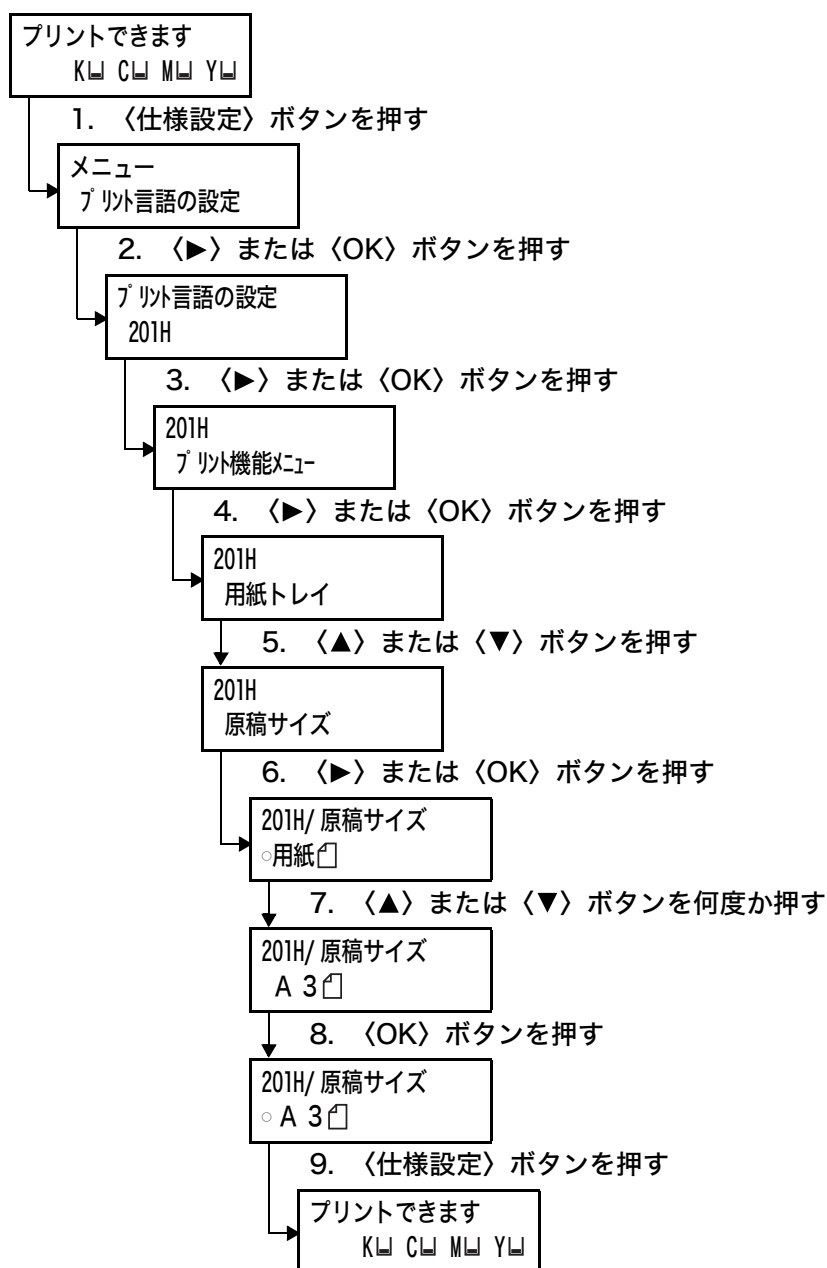 プリントできます
K C M Y
1. 〈仕様設定〉ボタンを押す
メニュー
プリント言語の設定
2. 〈▶〉または〈OK〉ボタンを押す
プリント言語の設定
201H
3. 〈▶〉または〈OK〉ボタンを押す
201H
プリント機能メニュー
4. 〈▶〉または〈OK〉ボタンを押す
201H
用紙トレイ
5. 〈▲〉または〈▼〉ボタンを押す
201H
原稿サイズ
6. 〈▶〉または〈OK〉ボタンを押す
201H/ 原稿サイズ
○用紙
7. 〈▲〉または〈▼〉ボタンを何度か押す
201H/ 原稿サイズ
A 3
8. 〈OK〉ボタンを押す
201H/ 原稿サイズ
○ A 3
9. 〈仕様設定〉ボタンを押す
プリントできます
K C M Y